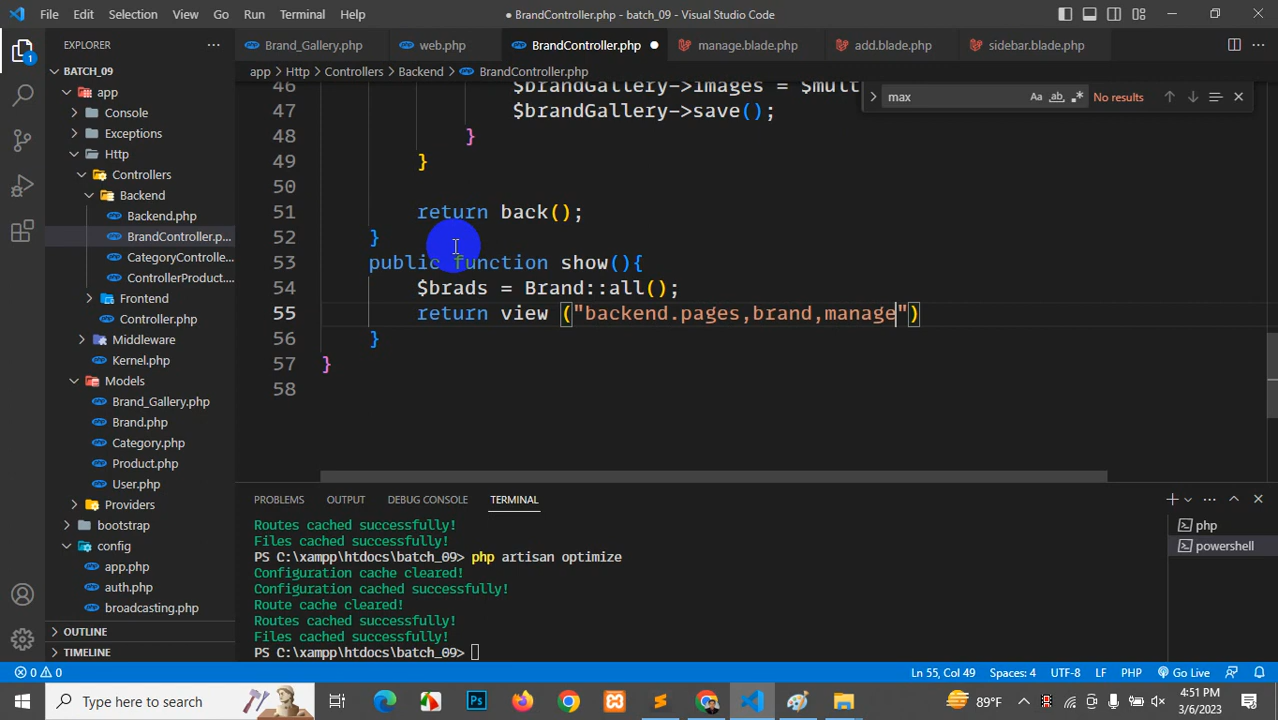 File Edit Selection View Go Run Terminal Help
● BrandController.php - batch_09 - Visual Studio Code
EXPLORER
Brand_Gallery.php
web.php
BrandController.php ●
manage.blade.php
add.blade.php
sidebar.blade.php
app > Http > Controllers > Backend > BrandController.php
max
Aa ab .*
No results
BATCH_09
app
Console
Exceptions
Http
Controllers
Backend
Backend.php
BrandController.p...
CategoryControlle...
ControllerProduct....
Frontend
Controller.php
Middleware
Kernel.php
Models
Brand_Gallery.php
Brand.php
Category.php
Product.php
User.php
Providers
bootstrap
config
app.php
auth.php
broadcasting.php
OUTLINE
TIMELINE
46 $brandGallery->images = $mult
47 $brandGallery->save();
48 }
49 }
50
51 return back();
52 }
53 public function show(){
54 $brads = Brand::all();
55 return view ("backend.pages,brand,manage")
56 }
57 }
58
PROBLEMS OUTPUT DEBUG CONSOLE TERMINAL
Routes cached successfully!
Files cached successfully!
PS C:\xampp\htdocs\batch_09> php artisan optimize
Configuration cache cleared!
Configuration cached successfully!
Route cache cleared!
Routes cached successfully!
Files cached successfully!
PS C:\xampp\htdocs\batch_09>
php
powershell
0 0
Ln 55, Col 49 Spaces: 4 UTF-8 LF PHP Go Live
Type here to search
Ps
89°F
4:51 PM
3/6/2023
1